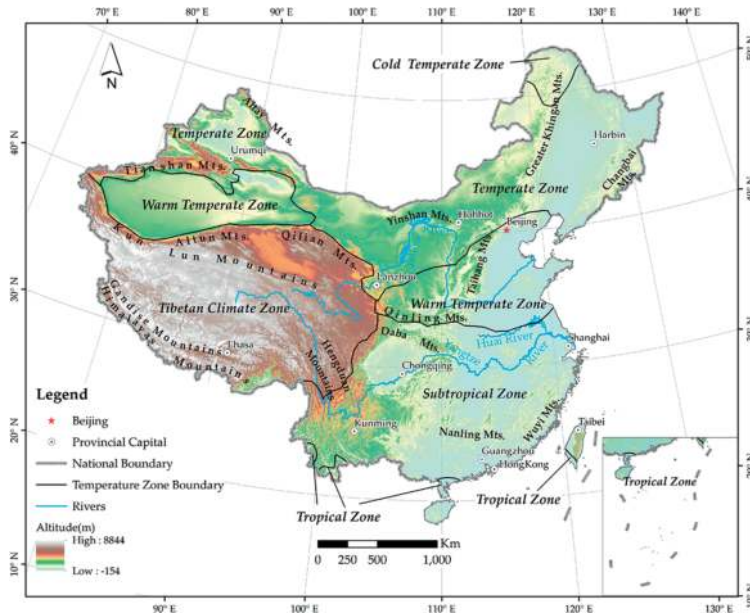 70° E
80° E
90° E
100° E
110° E
120° E
130° E
140° E
N
Cold Temperate Zone
Altay Mts.
Greater Khingan Mts.
Temperate Zone
Urumqi
Harbin
40° N
Tianshan Mts.
Changbai
Mts.
Temperate Zone
40° N
Warm Temperate Zone
Yinshan Mts.
Hohhot
Beijing
Altun Mts.
Qilian Mts.
Kun Lun Mountains
Taihang Mts.
Lanzhou
30° N
Warm Temperate Zone
Tibetan Climate Zone
Qinling Mts.
Gandise Mountains
Himalayas Mountains
Daba Mts.
Huai River
Yangtze
River
Shanghai
Lhasa
Hengduan
Mountains
Chongqing
Legend
Subtropical Zone
Beijing
Provincial Capital
Wuyi Mts.
Kunming
Nanling Mts.
Taibei
20° N
National Boundary
Guangzhou
HongKong
Temperature Zone Boundary
Tropical Zone
Tropical Zone
Rivers
Tropical Zone
Altitude(m)
High : 8844
Km
0 250 500 1,000
Low : -154
10° N
90° E
100° E
110° E
120° E
130° E